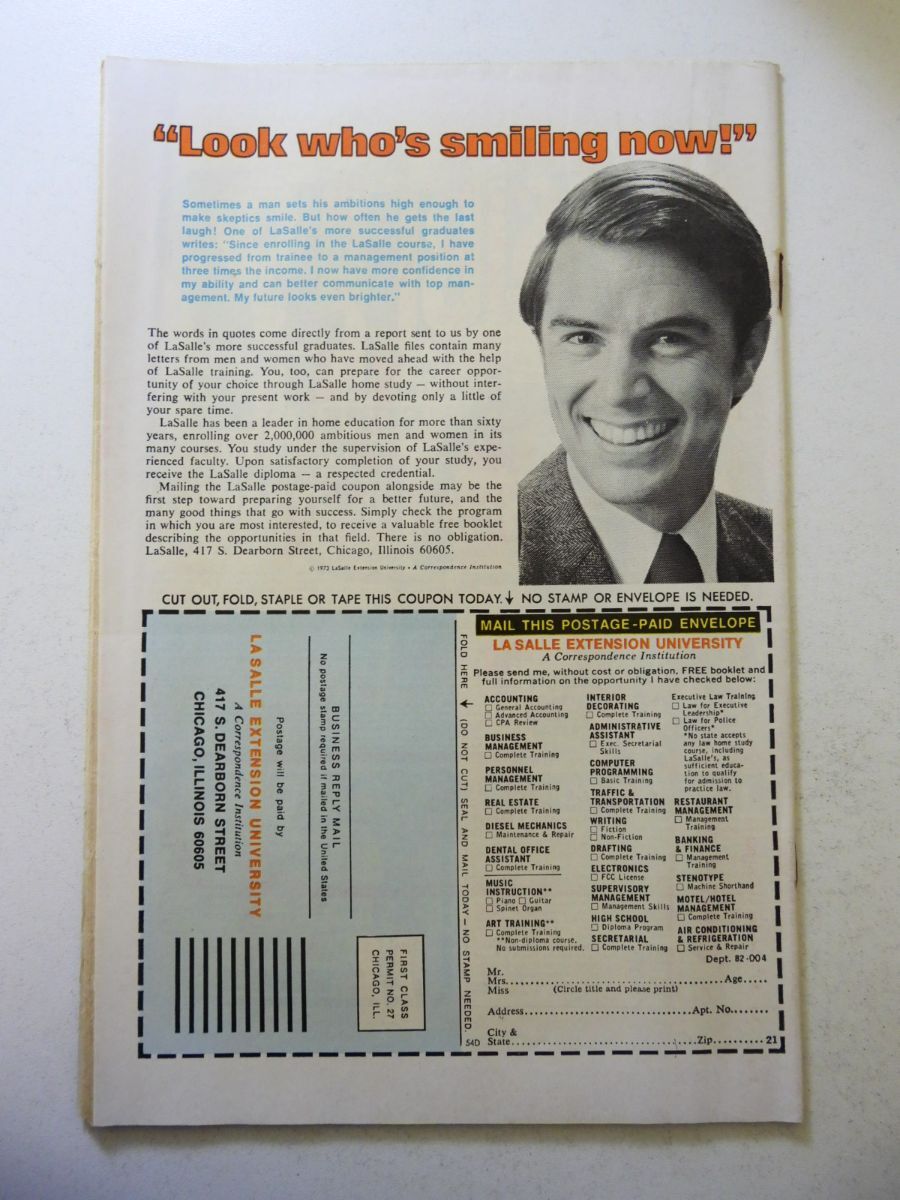 “Look who’s smiling now!”
Sometimes a man sets his ambitions high enough to
make skeptics smile. But how often he gets the last
laugh! One of LaSalle's more successful graduates
writes: "Since enrolling in the LaSalle course, I have
progressed from trainee to a management position at
three times the income. I now have more confidence in
my ability and can better communicate with top man-
agement. My future looks even brighter."
The words in quotes come directly from a report sent to us by one
of LaSalle's more successful graduates. LaSalle files contain many
letters from men and women who have moved ahead with the help
of LaSalle training. You, too, can prepare for the career oppor-
tunity of your choice through LaSalle home study — without inter-
fering with your present work — and by devoting only a little of
your spare time.
LaSalle has been a leader in home education for more than sixty
years, enrolling over 2,000,000 ambitious men and women in its
many courses. You study under the supervision of LaSalle's expe-
rienced faculty. Upon satisfactory completion of your study, you
receive the LaSalle diploma — a respected credential.
Mailing the LaSalle postage-paid coupon alongside may be the
first step toward preparing yourself for a better future, and the
many good things that go with success. Simply check the program
in which you are most interested, to receive a valuable free booklet
describing the opportunities in that field. There is no obligation.
LaSalle, 417 S. Dearborn Street, Chicago, Illinois 60605.
© 1973 LaSalle Extension University • A Correspondence Institution
CUT OUT, FOLD, STAPLE OR TAPE THIS COUPON TODAY. ↓ NO STAMP OR ENVELOPE IS NEEDED.
FIRST CLASS
PERMIT NO. 27
CHICAGO, ILL.
BUSINESS REPLY MAIL
No postage stamp required if mailed in the United States
Postage will be paid by
LA SALLE EXTENSION UNIVERSITY
A Correspondence Institution
417 S. DEARBORN STREET
CHICAGO, ILLINOIS 60605
FOLD HERE (DO NOT CUT) SEAL AND MAIL TODAY – NO STAMP NEEDED.
54D
MAIL THIS POSTAGE-PAID ENVELOPE
LA SALLE EXTENSION UNIVERSITY
A Correspondence Institution
Please send me, without cost or obligation, FREE booklet and
full information on the opportunity I have checked below:
ACCOUNTING
☐ General Accounting
☐ Advanced Accounting
☐ CPA Review
BUSINESS
MANAGEMENT
☐ Complete Training
PERSONNEL
MANAGEMENT
☐ Complete Training
REAL ESTATE
☐ Complete Training
DIESEL MECHANICS
☐ Maintenance & Repair
DENTAL OFFICE
ASSISTANT
☐ Complete Training
MUSIC
INSTRUCTION**
☐ Piano ☐ Guitar
☐ Spinet Organ
ART TRAINING**
☐ Complete Training
**Non-diploma course.
No submissions required.
INTERIOR
DECORATING
☐ Complete Training
ADMINISTRATIVE
ASSISTANT
☐ Exec. Secretarial
Skills
COMPUTER
PROGRAMMING
☐ Basic Training
TRAFFIC &
TRANSPORTATION
☐ Complete Training
WRITING
☐ Fiction
☐ Non-Fiction
DRAFTING
☐ Complete Training
ELECTRONICS
☐ FCC License
SUPERVISORY
MANAGEMENT
☐ Management Skills
HIGH SCHOOL
☐ Diploma Program
SECRETARIAL
☐ Complete Training
Executive Law Training
☐ Law for Executive
Leadership*
☐ Law for Police
Officers*
*No state accepts
any law home study
course, including
LaSalle's, as
sufficient educa-
tion to qualify
for admission to
practice law.
RESTAURANT
MANAGEMENT
☐ Management
Training
BANKING
& FINANCE
☐ Management
Training
STENOTYPE
☐ Machine Shorthand
MOTEL/HOTEL
MANAGEMENT
☐ Complete Training
AIR CONDITIONING
& REFRIGERATION
☐ Service & Repair
Dept. 82-004
Mr.
Mrs. Age
Miss (Circle title and please print)
Address Apt. No.
City &
State Zip 21